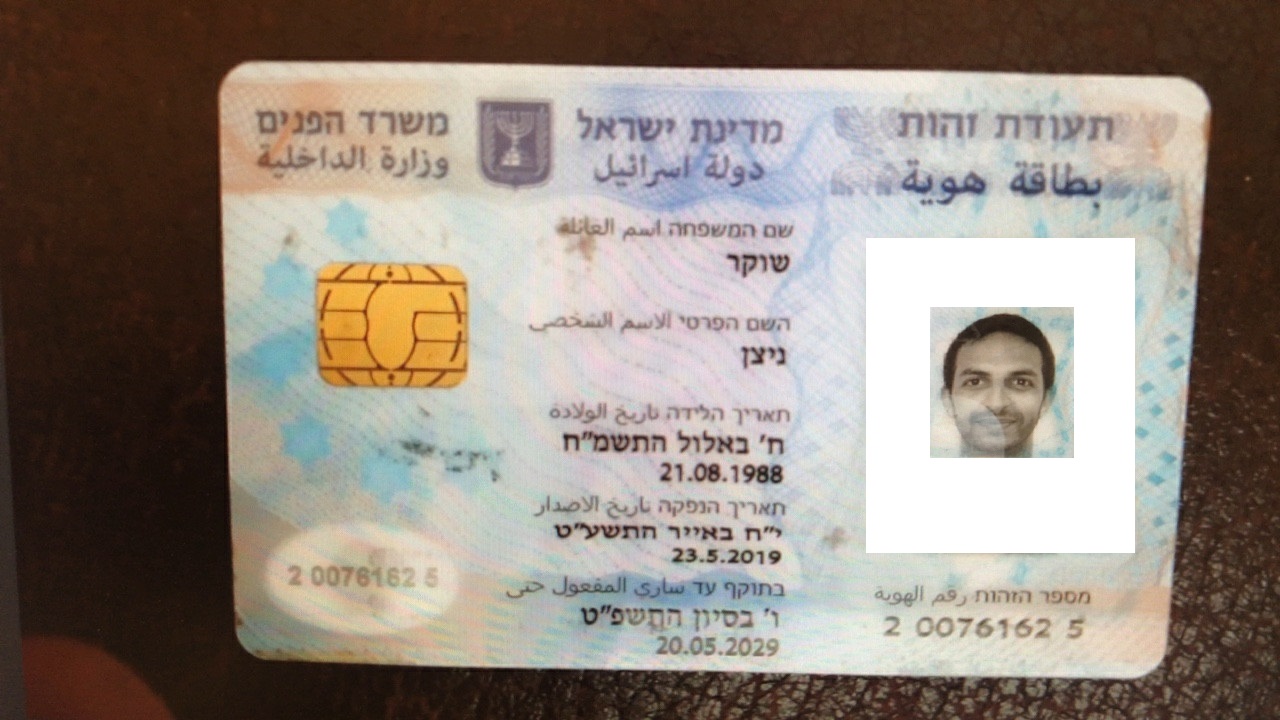 תעודת זהות
بطاقة هوية
מדינת ישראל
دولة اسرائيل
משרד הפנים
وزارة الداخلية
שם המשפחה اسم العائلة
שוקר
השם הפרטי الاسم الشخصي
ניצן
תאריך הלידה تاريخ الولادة
ח' באלול התשמ"ח
21.08.1988
תאריך הנפקה تاريخ الاصدار
י"ח באייר התשע"ט
23.5.2019
בתוקף עד ساري المفعول حتى
ו' בסיון התשפ"ט
20.05.2029
מספר הזהות رقم الهوية
2 0076162 5
2 0076162 5